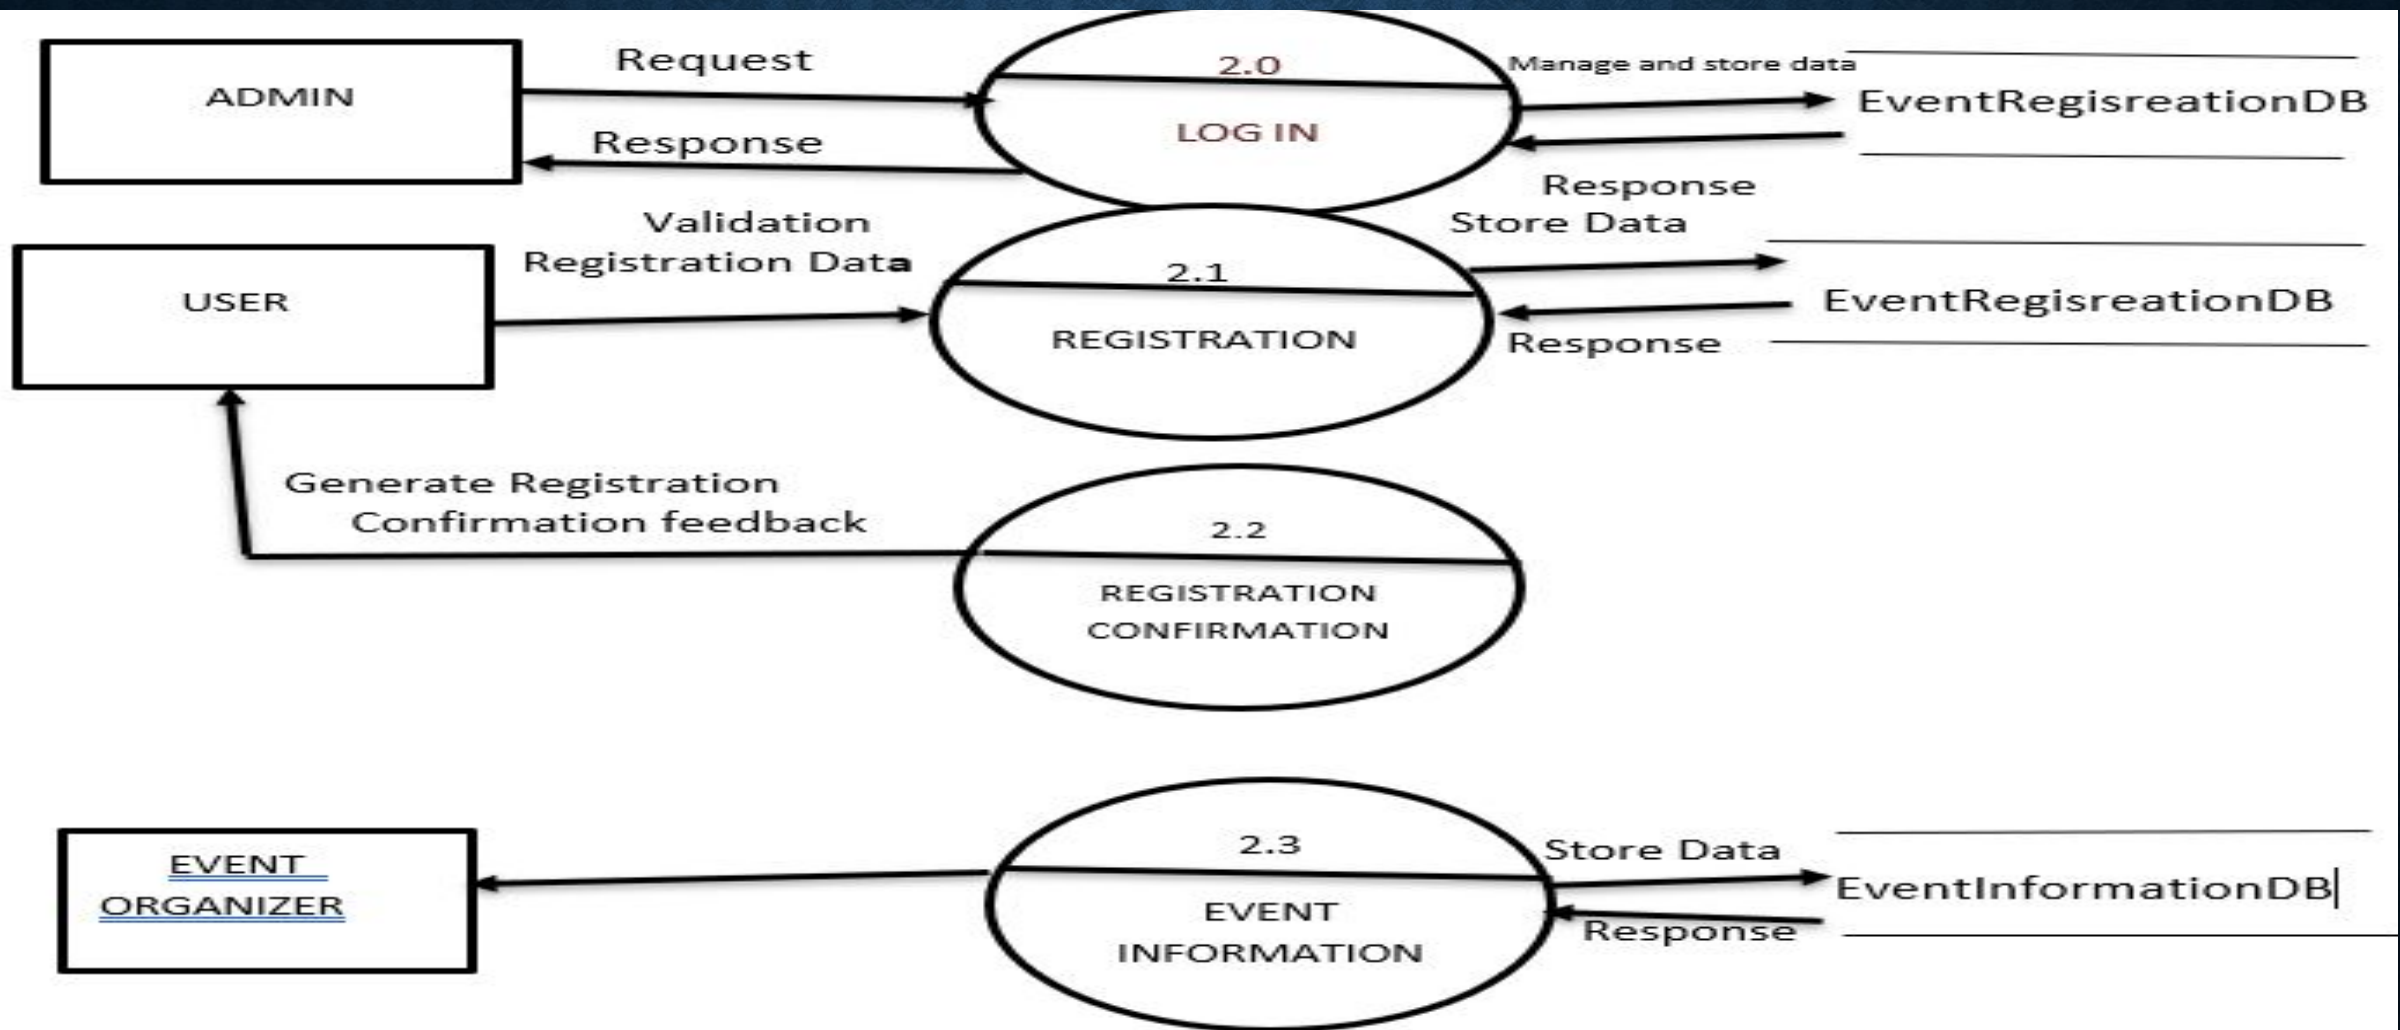 ADMIN
Request
Response
2.0
LOG IN
Manage and store data
EventRegisreationDB
Response
USER
Validation
Registration Data
2.1
REGISTRATION
Store Data
EventRegisreationDB
Response
Generate Registration
Confirmation feedback
2.2
REGISTRATION
CONFIRMATION
EVENT
ORGANIZER
2.3
EVENT
INFORMATION
Store Data
EventInformationDB
Response